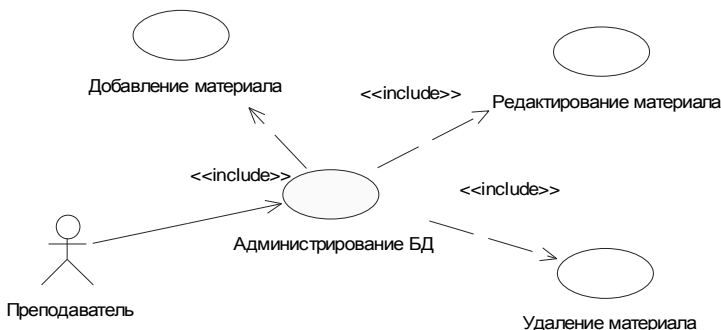 Добавление материала
<<include>>
Редактирование материала
<<include>>
<<include>>
Администрирование БД
Преподаватель
Удаление материала